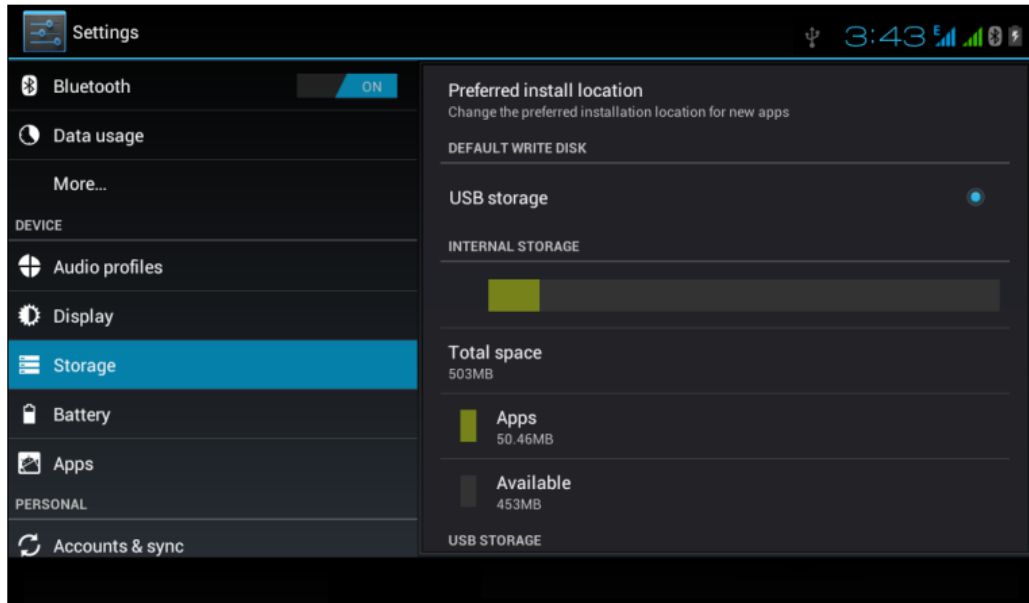 Settings
3:43
E
Bluetooth
ON
Data usage
More...
DEVICE
Audio profiles
Display
Storage
Battery
Apps
PERSONAL
Accounts & sync
Preferred install location
Change the preferred installation location for new apps
DEFAULT WRITE DISK
USB storage
INTERNAL STORAGE
Total space
503MB
Apps
50.46MB
Available
453MB
USB STORAGE